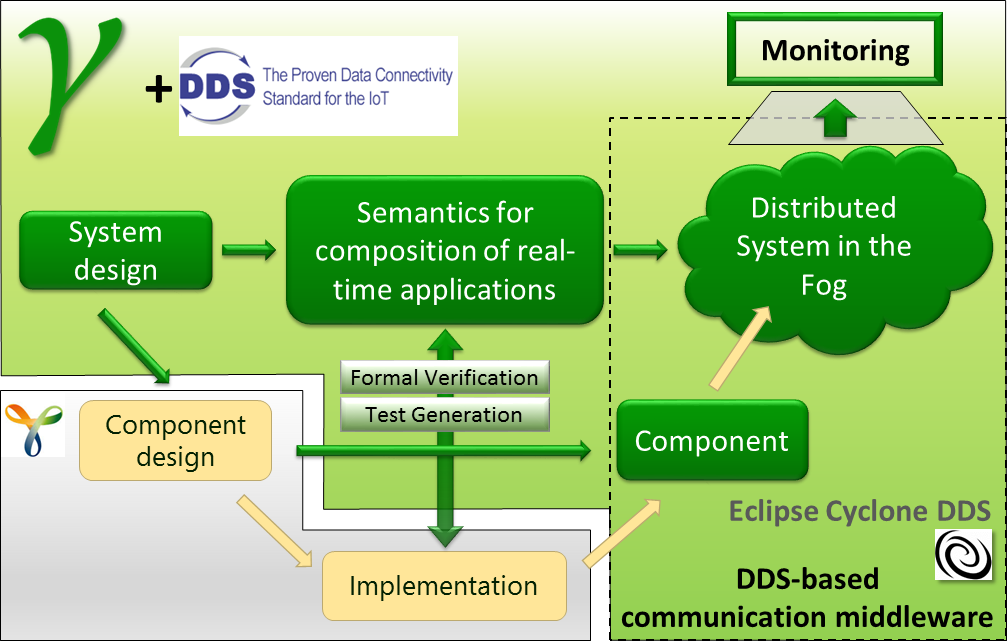 γ
+
DDS
The Proven Data Connectivity
Standard for the IoT
Monitoring
System
design
Semantics for
composition of real-
time applications
Distributed
System in the
Fog
Formal Verification
Test Generation
Component
design
Component
Eclipse Cyclone DDS
Implementation
DDS-based
communication middleware